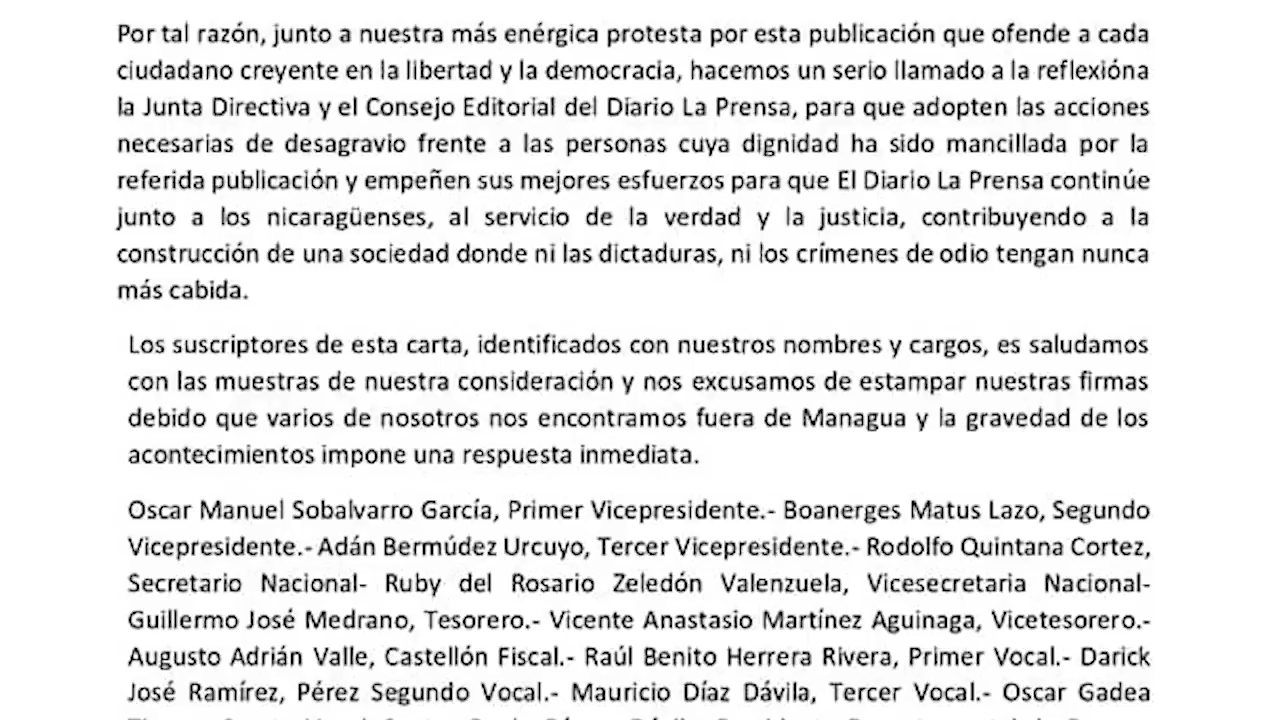 Por tal razón, junto a nuestra más enérgica protesta por esta publicación que ofende a cada
ciudadano creyente en la libertad y la democracia, hacemos un serio llamado a la reflexióna
la Junta Directiva y el Consejo Editorial del Diario La Prensa, para que adopten las acciones
necesarias de desagravio frente a las personas cuya dignidad ha sido mancillada por la
referida publicación y empeñen sus mejores esfuerzos para que El Diario La Prensa continúe
junto a los nicaragüenses, al servicio de la verdad y la justicia, contribuyendo a la
construcción de una sociedad donde ni las dictaduras, ni los crímenes de odio tengan nunca
más cabida.
Los suscriptores de esta carta, identificados con nuestros nombres y cargos, es saludamos
con las muestras de nuestra consideración y nos excusamos de estampar nuestras firmas
debido que varios de nosotros nos encontramos fuera de Managua y la gravedad de los
acontecimientos impone una respuesta inmediata.
Oscar Manuel Sobalvarro García, Primer Vicepresidente.- Boanerges Matus Lazo, Segundo
Vicepresidente.- Adán Bermúdez Urcuyo, Tercer Vicepresidente.- Rodolfo Quintana Cortez,
Secretario Nacional- Ruby del Rosario Zeledón Valenzuela, Vicesecretaria Nacional-
Guillermo José Medrano, Tesorero.- Vicente Anastasio Martínez Aguinaga, Vicetesorero.-
Augusto Adrián Valle, Castellón Fiscal.- Raúl Benito Herrera Rivera, Primer Vocal.- Darick
José Ramírez, Pérez Segundo Vocal.- Mauricio Díaz Dávila, Tercer Vocal.- Oscar Gadea